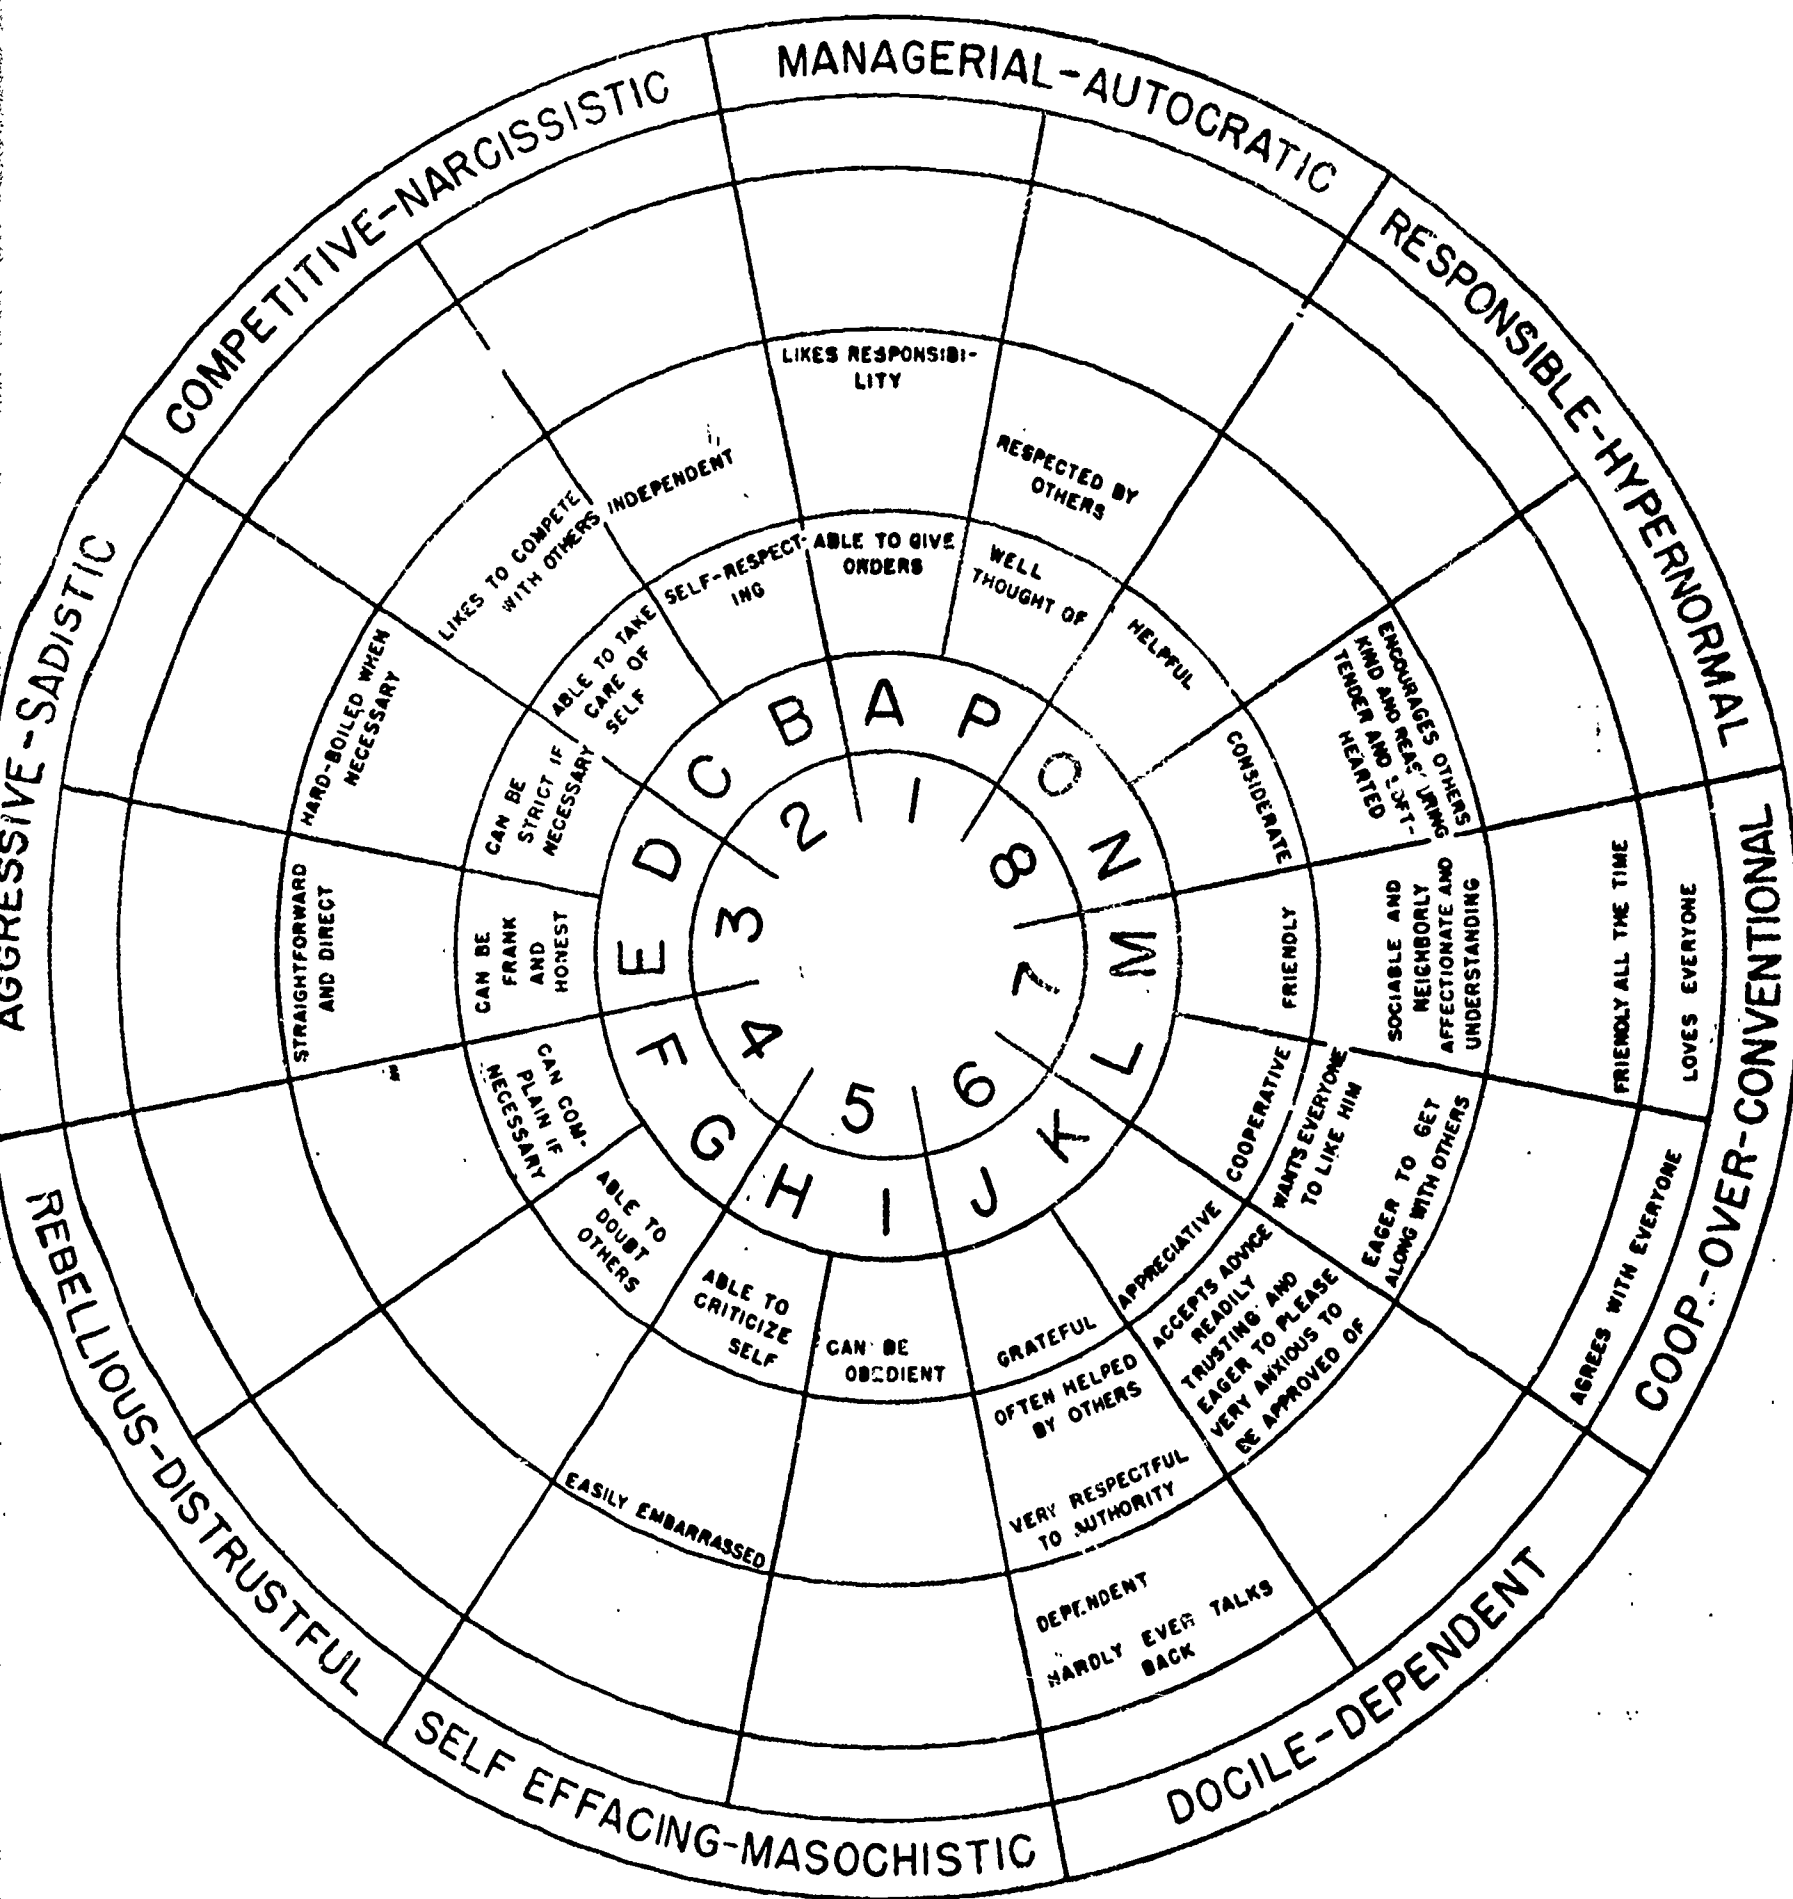 MANAGERIAL-AUTOCRATIC
RESPONSIBLE-HYPERNORMAL
COOP.-OVER-CONVENTIONAL
DOCILE-DEPENDENT
SELF EFFACING-MASOCHISTIC
REBELLIOUS-DISTRUSTFUL
AGGRESSIVE-SADISTIC
COMPETITIVE-NARCISSISTIC
LIKES RESPONSIBI-
LITY
ABLE TO GIVE
ORDERS
RESPECTED BY
OTHERS
WELL
THOUGHT OF
HELPFUL
ENCOURAGES OTHERS
KIND AND REASSURING
TENDER AND SOFT-
HEARTED
CONSIDERATE
LOVES EVERYONE
FRIENDLY ALL THE TIME
SOCIABLE AND
NEIGHBORLY
AFFECTIONATE AND
UNDERSTANDING
FRIENDLY
AGREES WITH EVERYONE
EAGER TO GET
ALONG WITH OTHERS
WANTS EVERYONE
TO LIKE HIM
COOPERATIVE
APPRECIATIVE
ACCEPTS ADVICE
READILY
TRUSTING AND
EAGER TO PLEASE
VERY ANXIOUS TO
BE APPROVED OF
GRATEFUL
OFTEN HELPED
BY OTHERS
VERY RESPECTFUL
TO AUTHORITY
DEPENDENT
HARDLY EVER TALKS
BACK
CAN BE
OBEDIENT
ABLE TO
CRITICIZE
SELF
EASILY EMBARRASSED
ABLE TO
DOUBT
OTHERS
CAN COM-
PLAIN IF
NECESSARY
STRAIGHTFORWARD
AND DIRECT
CAN BE
FRANK
AND
HONEST
HARD-BOILED WHEN
NECESSARY
CAN BE
STRICT IF
NECESSARY
LIKES TO COMPETE
WITH OTHERS
ABLE TO TAKE
CARE OF
SELF
INDEPENDENT
SELF-RESPECT-
ING
A
P
O
N
M
L
K
J
I
H
G
F
E
D
C
B
1
8
7
6
5
4
3
2